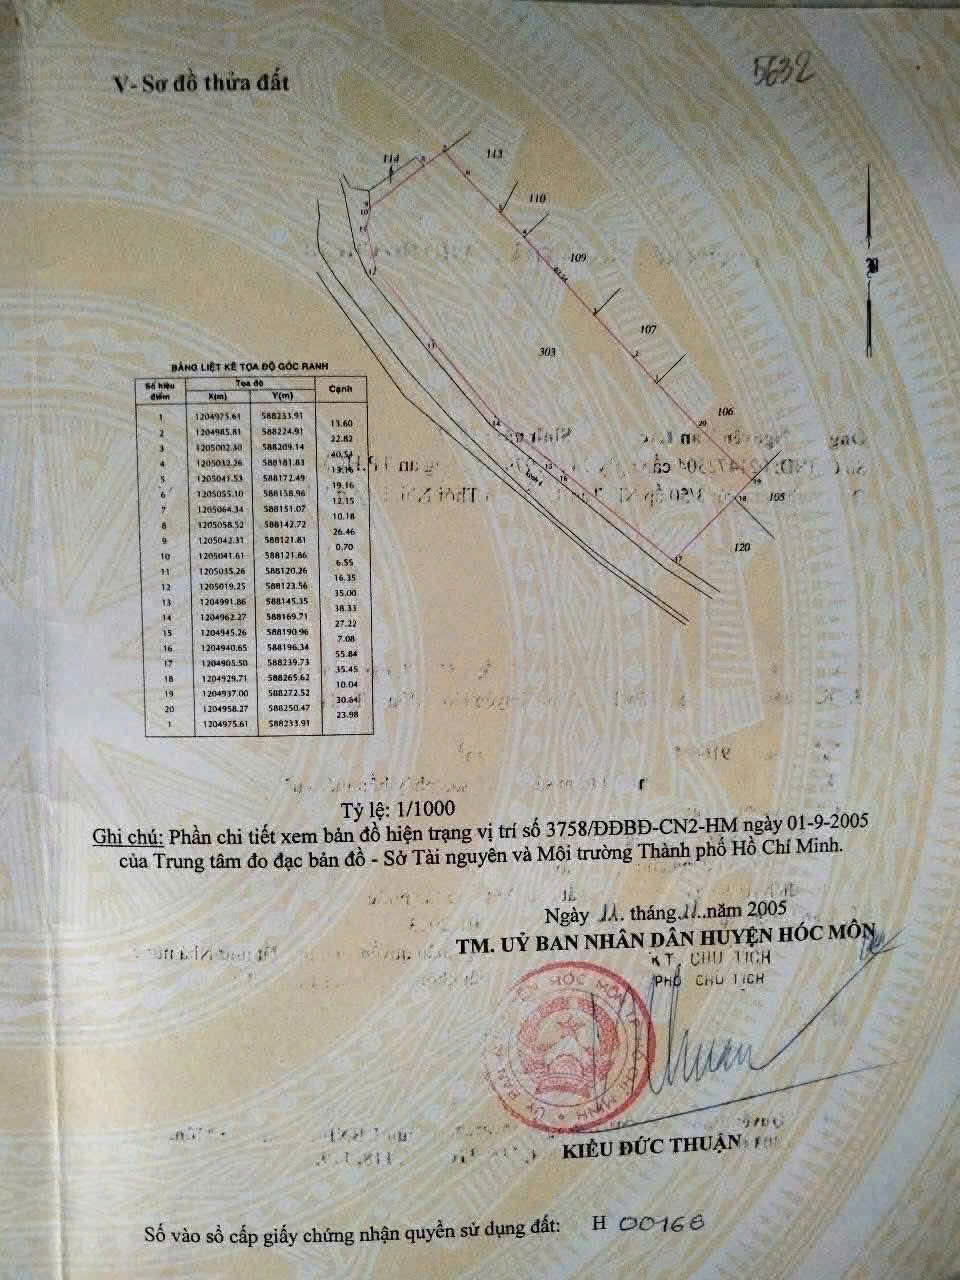 V- Sơ đồ thửa đất
5632
114
113
110
109
107
303
106
105
120
BẢNG LIỆT KÊ TỌA ĐỘ GÓC RANH
Số hiệu điểm Tọa độ Cạnh
X(m) Y(m)
1 1204975.61 588233.91
13.60
2 1204985.81 588224.91
22.82
3 1205002.30 588209.14
40.54
4 1205032.26 588181.83
13.16
5 1205041.53 588172.49
19.16
6 1205055.10 588158.96
12.15
7 1205064.34 588151.07
10.18
8 1205058.52 588142.72
26.46
9 1205042.31 588121.81
0.70
10 1205041.61 588121.86
6.55
11 1205035.26 588120.26
16.35
12 1205019.25 588123.56
35.00
13 1204991.86 588145.35
38.33
14 1204962.27 588169.71
27.22
15 1204945.26 588190.96
7.08
16 1204940.65 588196.34
55.84
17 1204905.50 588239.73
35.45
18 1204929.71 588265.62
10.04
19 1204937.00 588272.52
30.64
20 1204958.27 588250.47
23.98
1 1204975.61 588233.91
Tỷ lệ: 1/1000
Ghi chú: Phần chi tiết xem bản đồ hiện trạng vị trí số 3758/ĐĐBĐ-CN2-HM ngày 01-9-2005
của Trung tâm đo đạc bản đồ - Sở Tài nguyên và Môi trường Thành phố Hồ Chí Minh.
Ngày 11. tháng 11..năm 2005
TM. UỶ BAN NHÂN DÂN HUYỆN HÓC MÔN
KT. CHỦ TỊCH
PHÓ CHỦ TỊCH
KIỀU ĐỨC THUẬN
Số vào sổ cấp giấy chứng nhận quyền sử dụng đất: H 00168